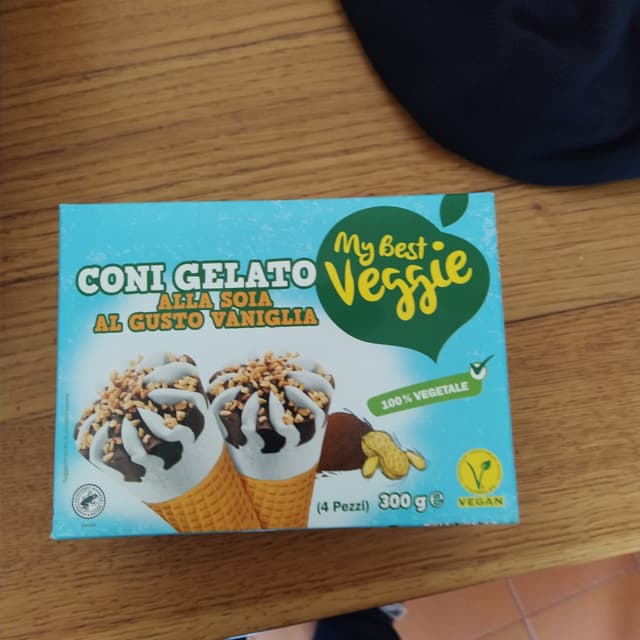 My Best
Veggie
CONI GELATO
ALLA SOIA
AL GUSTO VANIGLIA
100% VEGETALE
(4 Pezzi) 300 g e
VEGAN